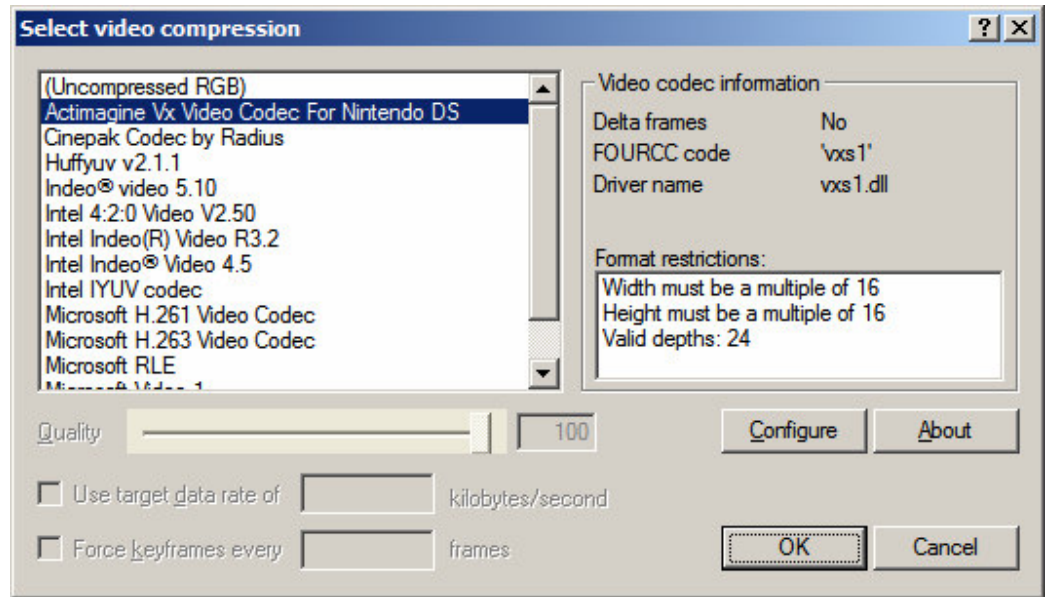 Select video compression
(Uncompressed RGB)
Actimagine Vx Video Codec For Nintendo DS
Cinepak Codec by Radius
Huffyuv v2.1.1
Indeo® video 5.10
Intel 4:2:0 Video V2.50
Intel Indeo(R) Video R3.2
Intel Indeo® Video 4.5
Intel IYUV codec
Microsoft H.261 Video Codec
Microsoft H.263 Video Codec
Microsoft RLE
Microsoft Video 1
Video codec information
Delta frames No
FOURCC code 'vxs1'
Driver name vxs1.dll
Format restrictions:
Width must be a multiple of 16
Height must be a multiple of 16
Valid depths: 24
Quality 100
Configure About
Use target data rate of kilobytes/second
Force keyframes every frames
OK Cancel